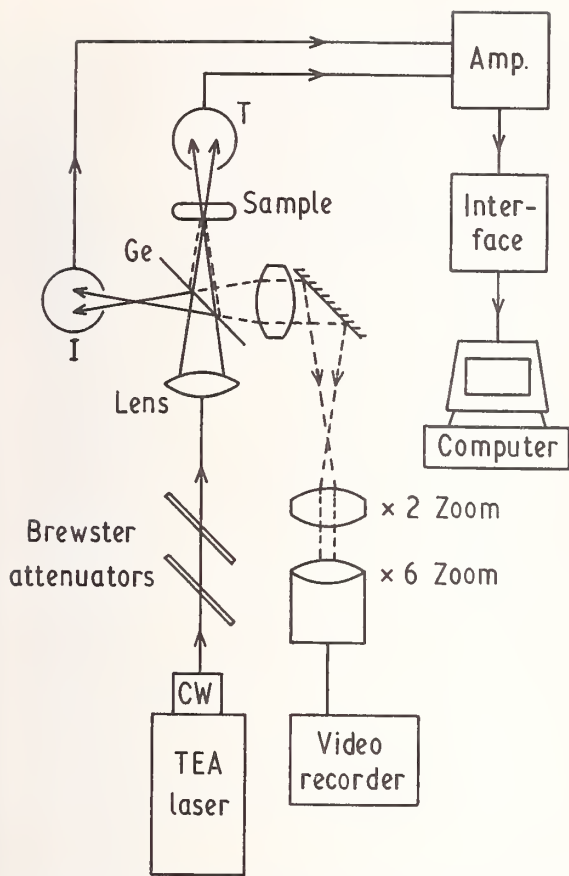 Amp.
T
Sample
Inter-
face
Ge
I
Lens
Computer
Brewster
attenuators
× 2 Zoom
× 6 Zoom
CW
TEA
laser
Video
recorder